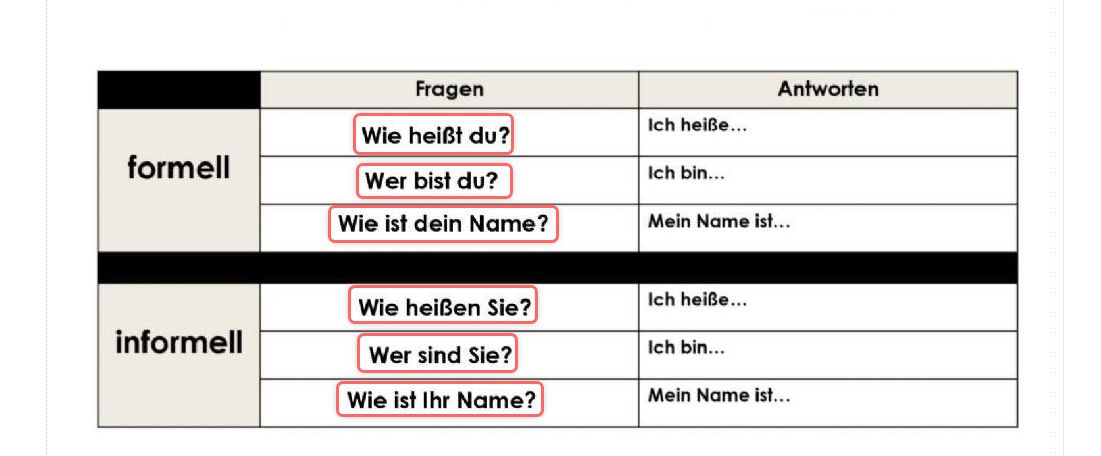 Fragen Antworten
Wie heißt du? Ich heiße...
formell
Wer bist du? Ich bin...
Wie ist dein Name? Mein Name ist...
Wie heißen Sie? Ich heiße...
informell
Wer sind Sie? Ich bin...
Wie ist Ihr Name? Mein Name ist...